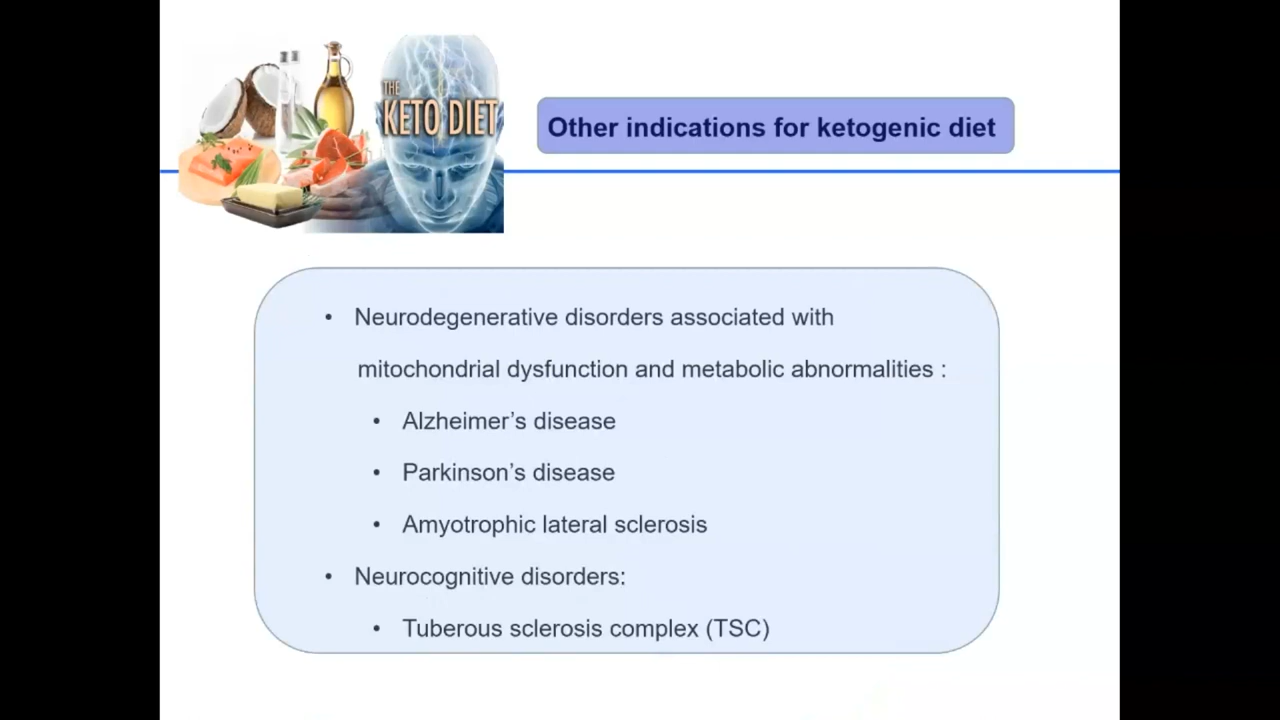 THE
KETO DIET
Other indications for ketogenic diet
• Neurodegenerative disorders associated with
mitochondrial dysfunction and metabolic abnormalities :
• Alzheimer’s disease
• Parkinson’s disease
• Amyotrophic lateral sclerosis
• Neurocognitive disorders:
• Tuberous sclerosis complex (TSC)